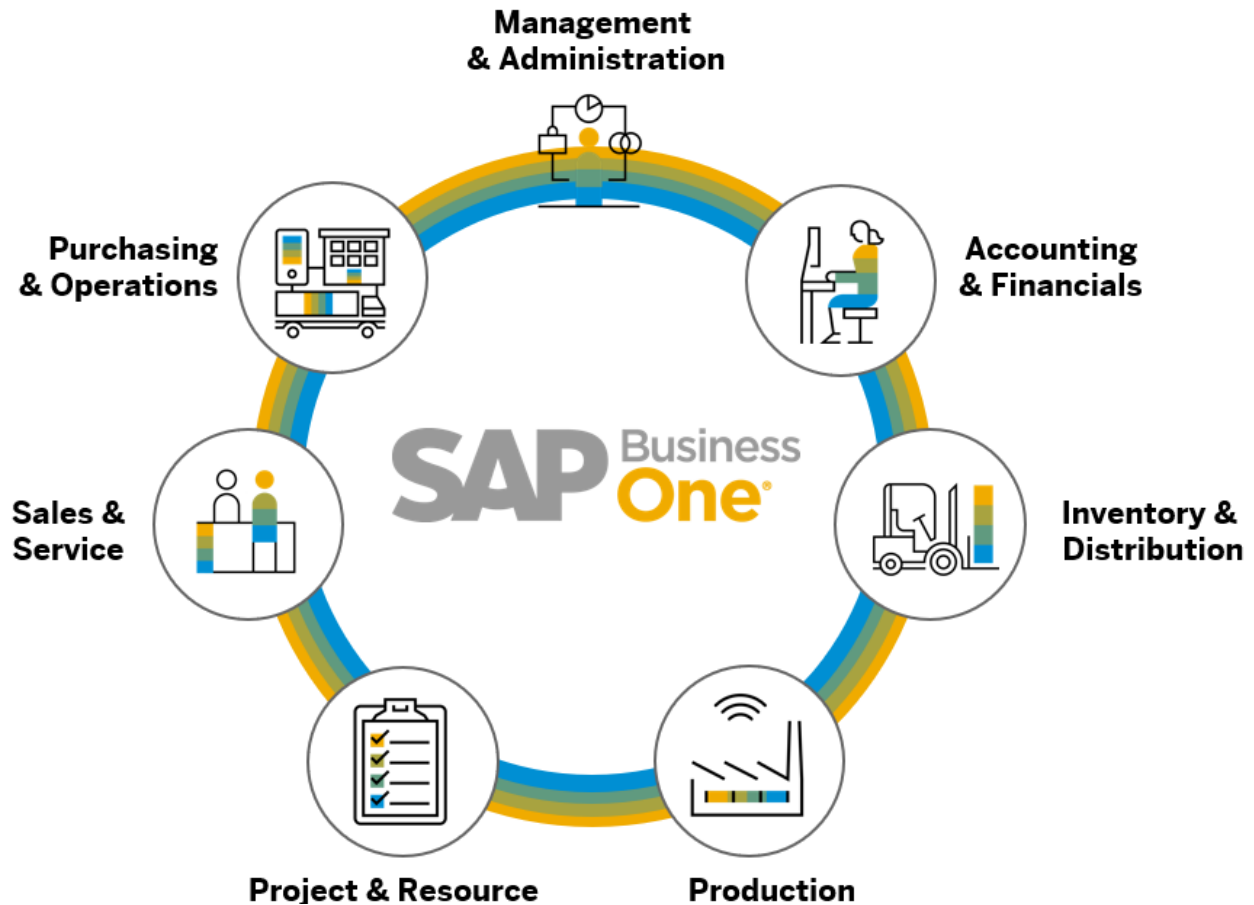 Management
& Administration
Purchasing
& Operations
Accounting
& Financials
SAP Business
One®
Sales &
Service
Inventory &
Distribution
Project & Resource
Production